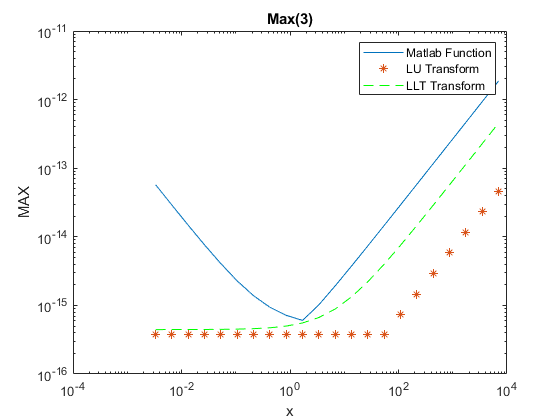 Max(3)
10^-11
10^-12
10^-13
10^-14
10^-15
10^-16
MAX
Matlab Function
LU Transform
LLT Transform
10^-4
10^-2
10^0
10^2
10^4
x